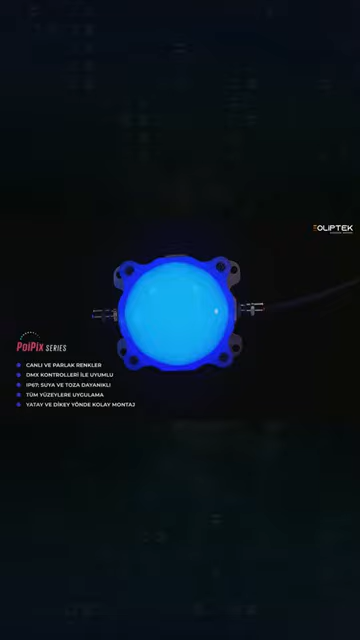 EOLIPTEK
PolPix SERIES
CANLI VE PARLAK RENKLER
DMX KONTROLLERİ İLE UYUMLU
IP67: SUYA VE TOZA DAYANIKLI
TÜM YÜZEYLERE UYGULAMA
YATAY VE DİKEY YÖNDE KOLAY MONTAJ